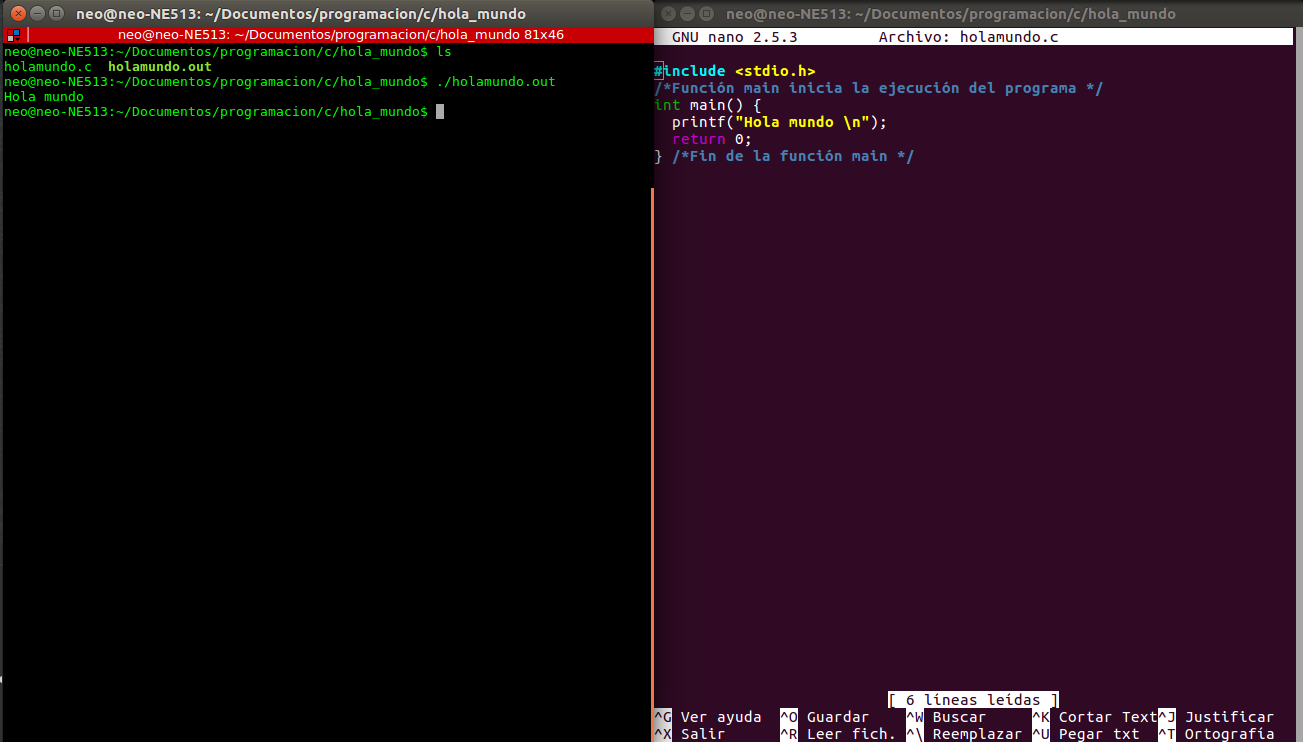 neo@neo-NE513: ~/Documentos/programacion/c/hola_mundo
neo@neo-NE513: ~/Documentos/programacion/c/hola_mundo 81x46
neo@neo-NE513:~/Documentos/programacion/c/hola_mundo$ ls
holamundo.c  holamundo.out
neo@neo-NE513:~/Documentos/programacion/c/hola_mundo$ ./holamundo.out
Hola mundo
neo@neo-NE513:~/Documentos/programacion/c/hola_mundo$
neo@neo-NE513: ~/Documentos/programacion/c/hola_mundo
GNU nano 2.5.3         Archivo: holamundo.c
#include <stdio.h>
/*Función main inicia la ejecución del programa */
int main() {
  printf("Hola mundo \n");
  return 0;
} /*Fin de la función main */
[ 6 líneas leídas ]
^G Ver ayuda  ^O Guardar    ^W Buscar     ^K Cortar Text^J Justificar
^X Salir      ^R Leer fich. ^\ Reemplazar ^U Pegar txt  ^T Ortografía